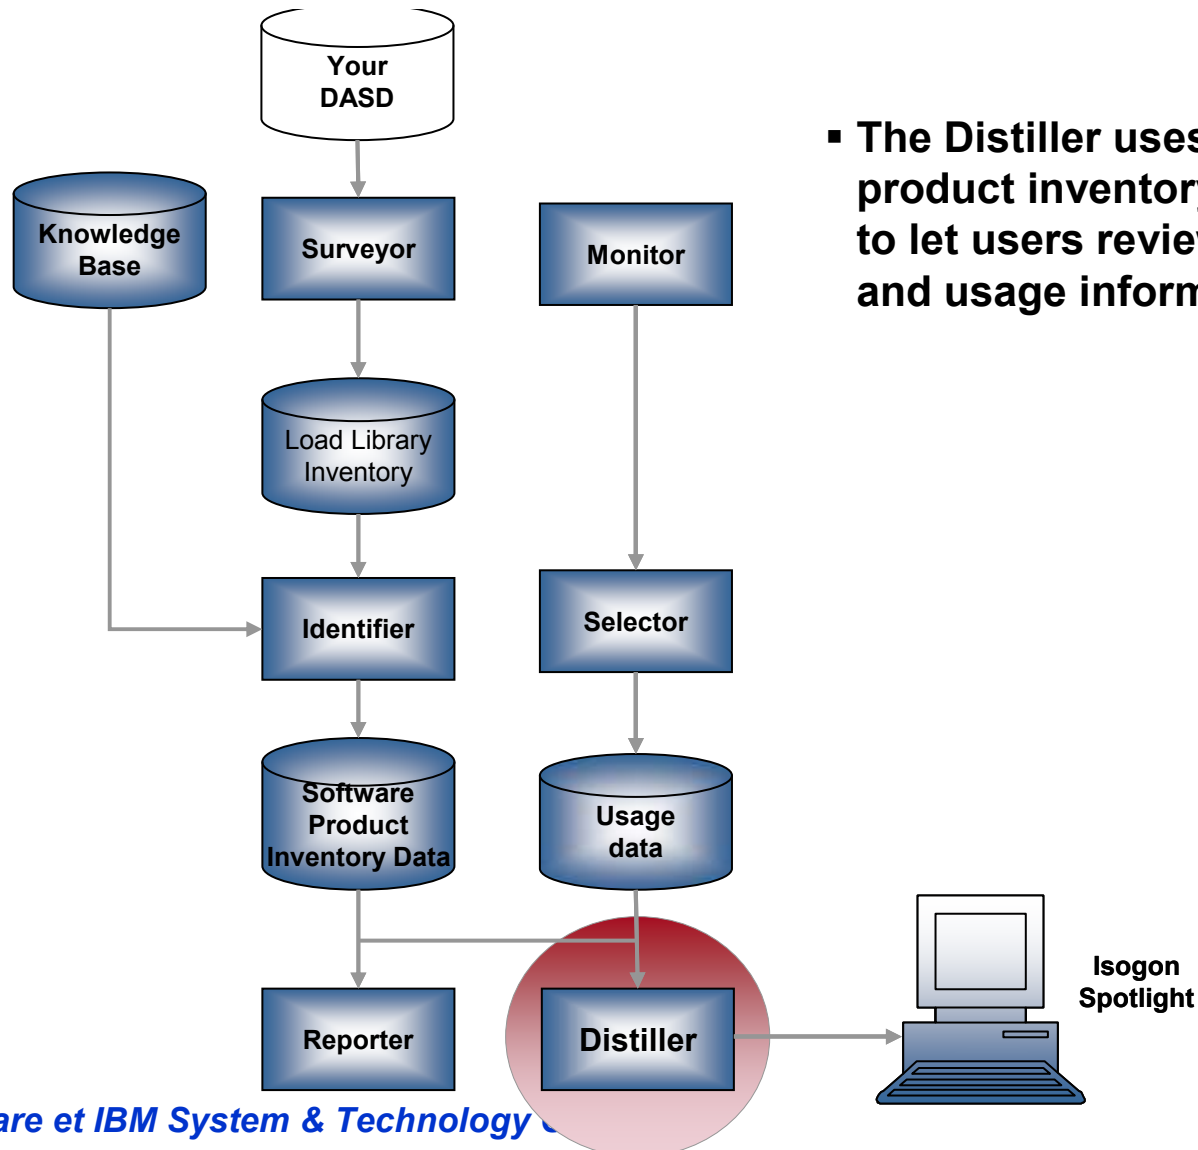 Your
DASD
▪ The Distiller uses
product inventory
to let users review
and usage inform
Knowledge
Base
Surveyor
Monitor
Load Library
Inventory
Identifier
Selector
Software
Product
Inventory Data
Usage
data
Isogon
Spotlight
Reporter
Distiller
are et IBM System & Technology